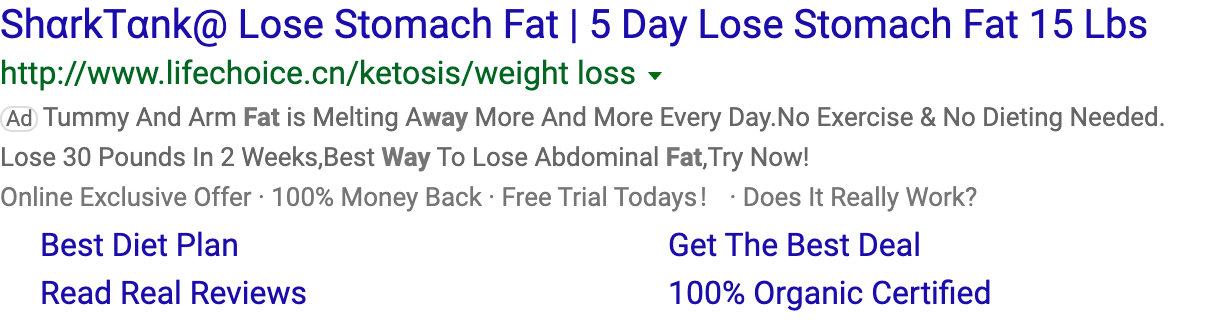 ShɑrkTɑnk@ Lose Stomach Fat | 5 Day Lose Stomach Fat 15 Lbs
http://www.lifechoice.cn/ketosis/weight loss
Ad Tummy And Arm Fat is Melting Away More And More Every Day.No Exercise & No Dieting Needed.
Lose 30 Pounds In 2 Weeks,Best Way To Lose Abdominal Fat,Try Now!
Online Exclusive Offer · 100% Money Back · Free Trial Todays！ · Does It Really Work?
Best Diet Plan Get The Best Deal
Read Real Reviews 100% Organic Certified